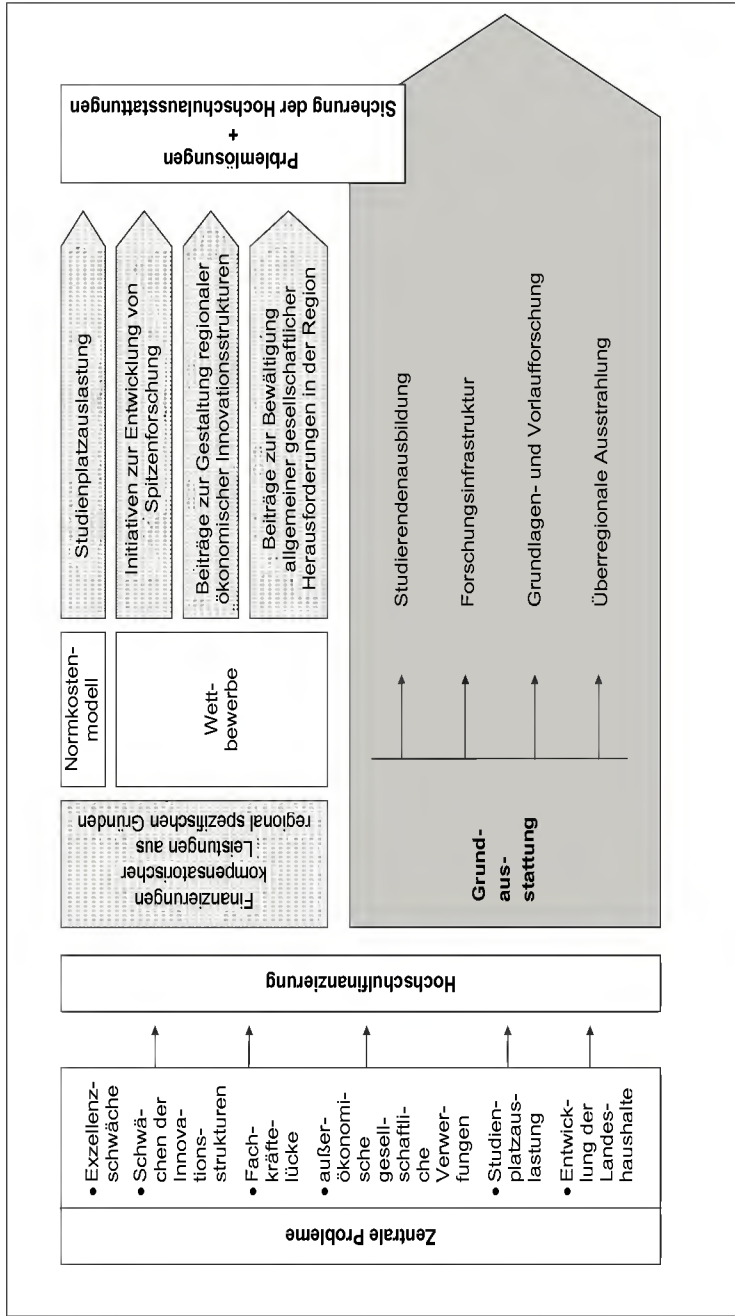 Zentrale Probleme
• Exzellenz-
schwäche
• Schwä-
chen der
Innova-
tions-
strukturen
• Fach-
kräfte-
lücke
• außer-
ökonomi-
sche
gesell-
schaftli-
che
Verwer-
fungen
• Studien-
platzaus-
lastung
• Entwick-
lung der
Landes-
haushalte
Hochschulfinanzierung
Finanzierungen
kompensatorischer
Leistungen aus
regional spezifischen Gründen
Normkosten-
modell
Wett-
bewerbe
Studienplatzauslastung
Initiativen zur Entwicklung von
Spitzenforschung
Beiträge zur Gestaltung regionaler
ökonomischer Innovationsstrukturen
Beiträge zur Bewältigung
allgemeiner gesellschaftlicher
Herausforderungen in der Region
Grund-
aus-
stattung
Studierendenausbildung
Forschungsinfrastruktur
Grundlagen- und Vorlaufforschung
Überregionale Ausstrahlung
Prblemlösungen
+
Sicherung der Hochschulausstattungen